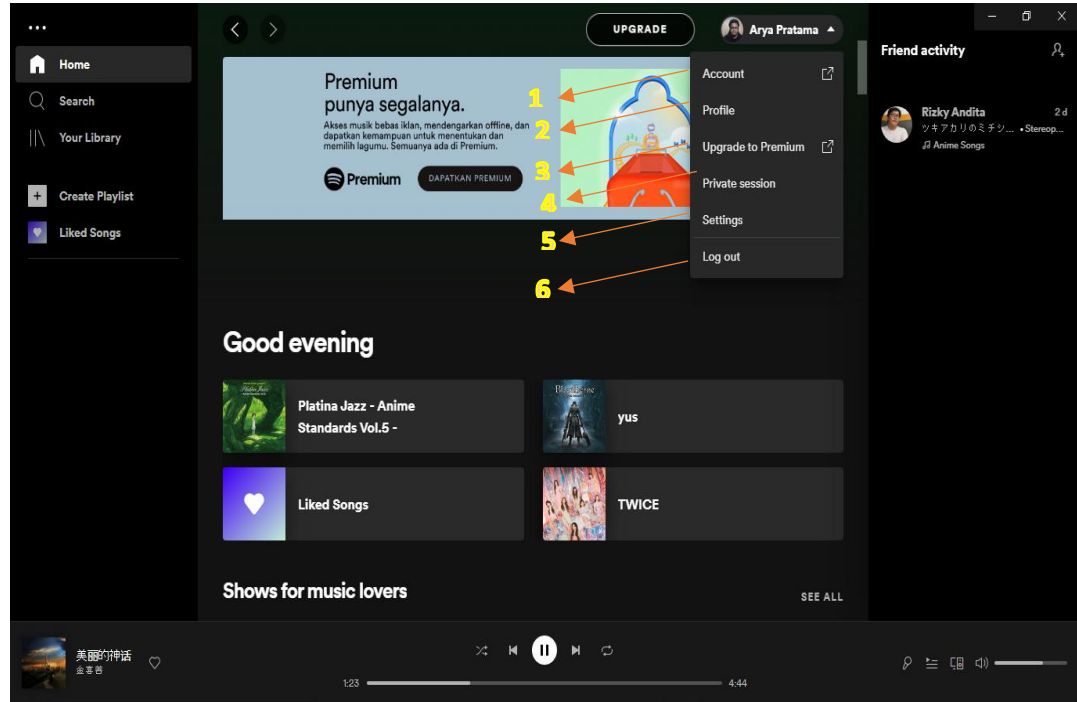 UPGRADE
Arya Pratama
Home
Search
Your Library
Create Playlist
Liked Songs
Premium
punya segalanya.
Akses musik bebas iklan, mendengarkan offline, dan
dapatkan kemampuan untuk menentukan dan
memilih lagumu. Semuanya ada di Premium.
Premium
DAPATKAN PREMIUM
1
2
3
4
5
6
Account
Profile
Upgrade to Premium
Private session
Settings
Log out
Friend activity
Rizky Andita
2 d
ツキアカリのミチシ... • Stereop...
Anime Songs
Good evening
Platina Jazz - Anime
Standards Vol.5 -
yus
Liked Songs
TWICE
Shows for music lovers
SEE ALL
美丽的神话
金喜善
1:23
4:44